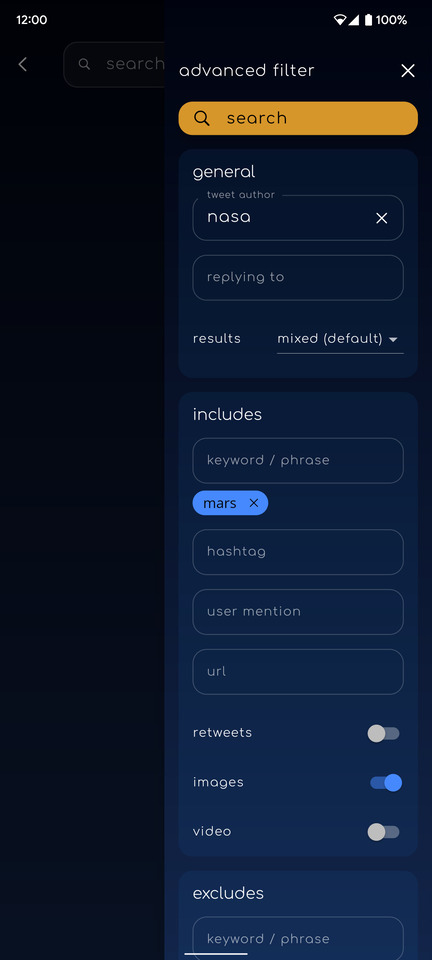 12:00
100%
search
advanced filter
search
general
tweet author
nasa
replying to
results
mixed (default)
includes
keyword / phrase
mars
hashtag
user mention
url
retweets
images
video
excludes
keyword / phrase